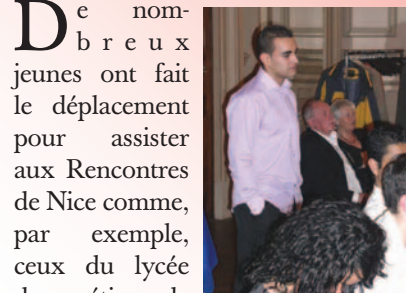 De nom-
breux
jeunes ont fait
le déplacement
pour assister
aux Rencontres
de Nice comme,
par exemple,
ceux du lycée